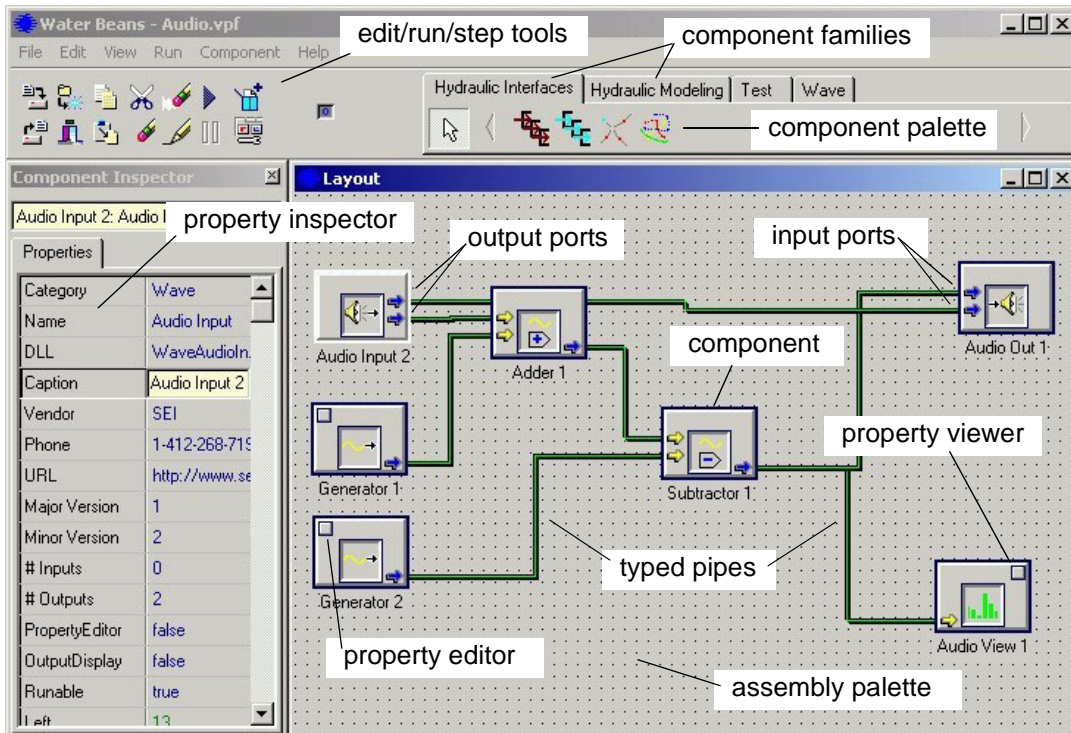 Water Beans - Audio.vpf
File Edit View Run Component Help
edit/run/step tools
component families
Hydraulic Interfaces Hydraulic Modeling Test Wave
component palette
Component Inspector
Audio Input 2: Audio I
property inspector
Properties
Category Wave
Name Audio Input
DLL WaveAudioIn.
Caption Audio Input 2
Vendor SEI
Phone 1-412-268-719
URL http://www.se
Major Version 1
Minor Version 2
# Inputs 0
# Outputs 2
PropertyEditor false
OutputDisplay false
Runable true
Left 13
Layout
output ports
input ports
Audio Input 2
Adder 1
Audio Out 1
component
Generator 1
Subtractor 1
property viewer
typed pipes
Generator 2
property editor
Audio View 1
assembly palette